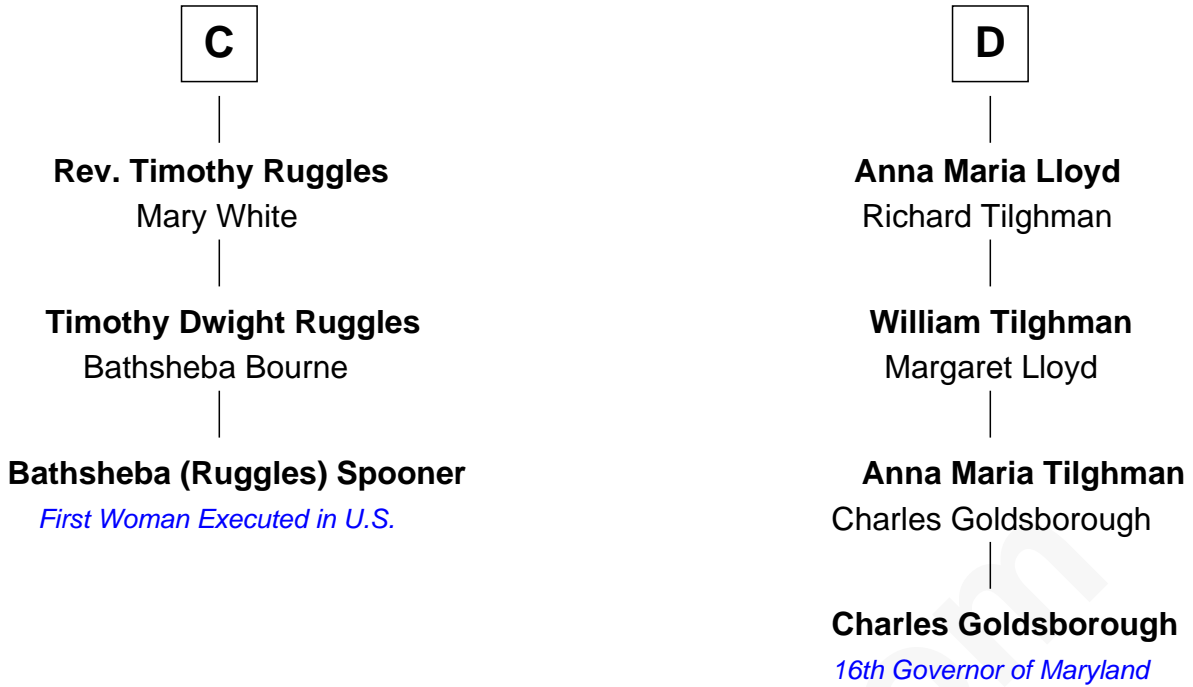 C
Rev. Timothy Ruggles
Mary White
Timothy Dwight Ruggles
Bathsheba Bourne
Bathsheba (Ruggles) Spooner
First Woman Executed in U.S.
D
Anna Maria Lloyd
Richard Tilghman
William Tilghman
Margaret Lloyd
Anna Maria Tilghman
Charles Goldsborough
Charles Goldsborough
16th Governor of Maryland